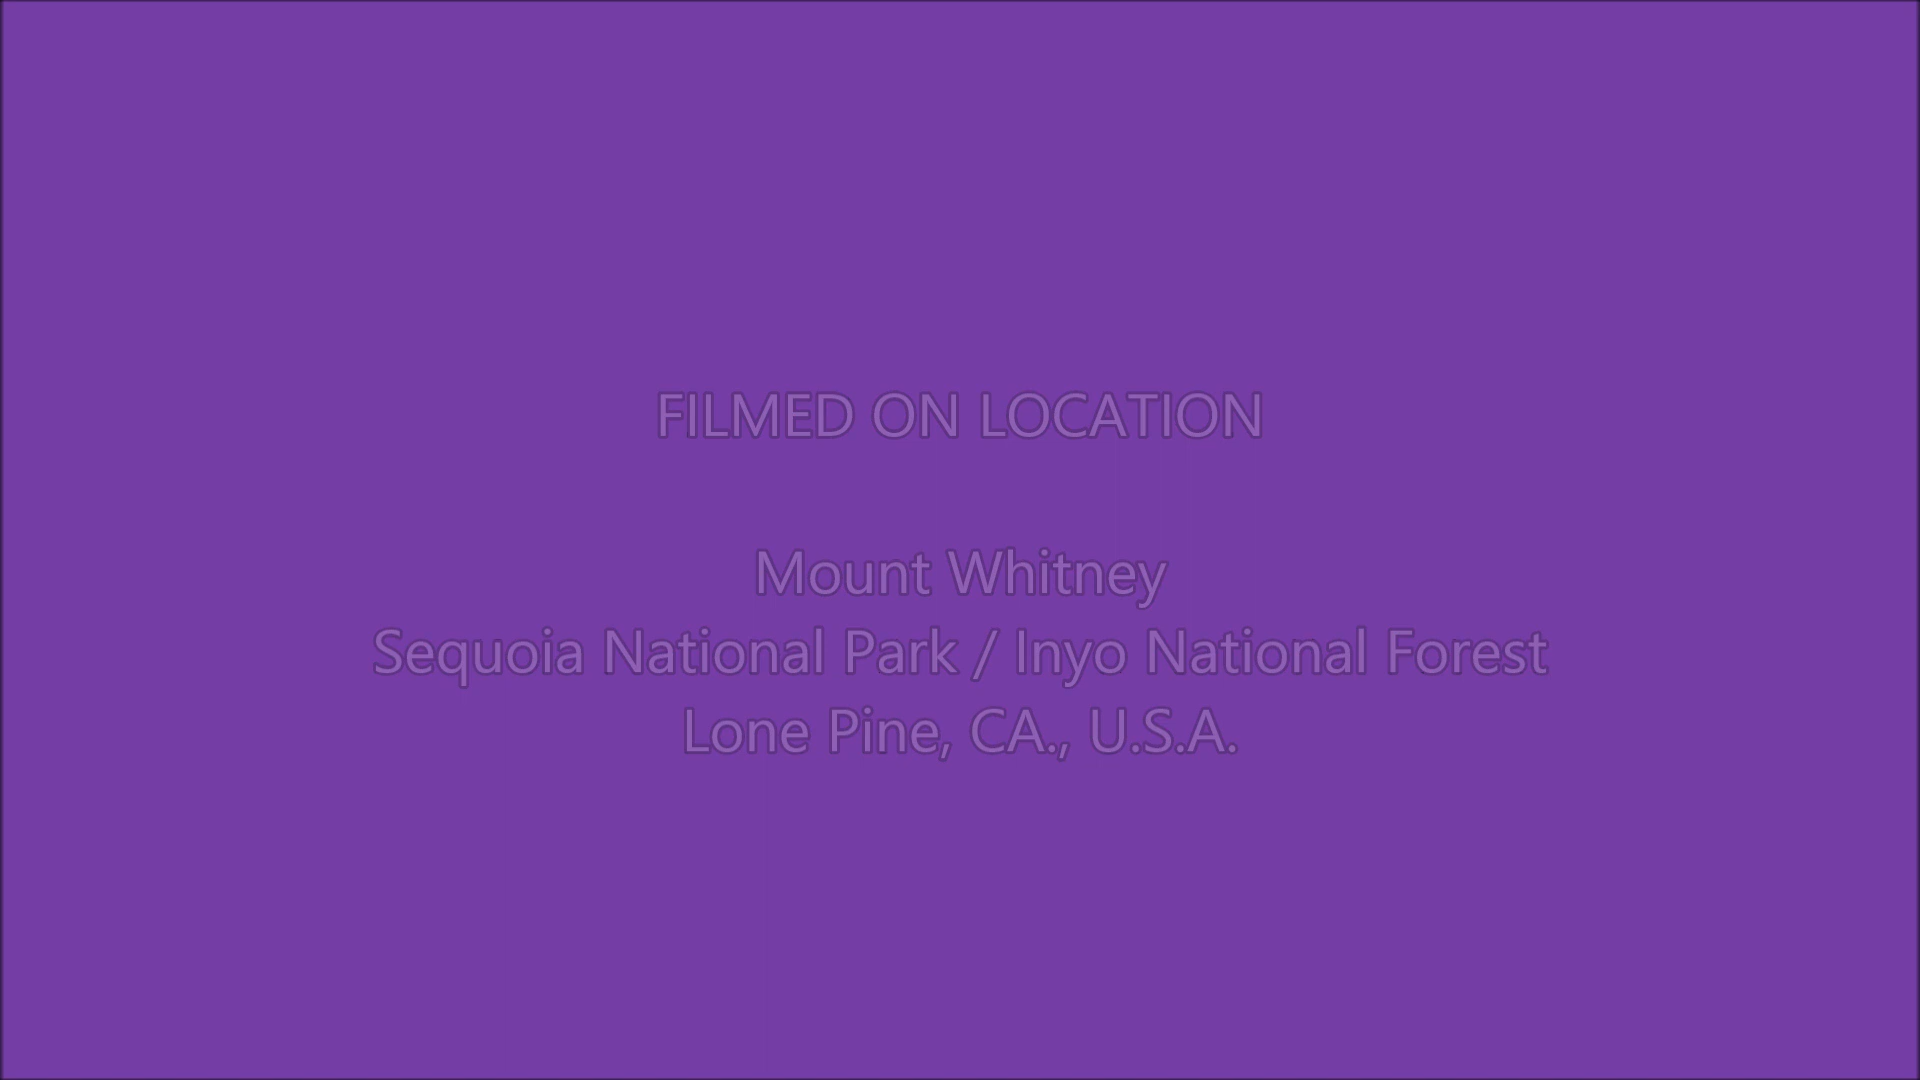 FILMED ON LOCATION
Mount Whitney
Sequoia National Park / Inyo National Forest
Lone Pine, CA., U.S.A.